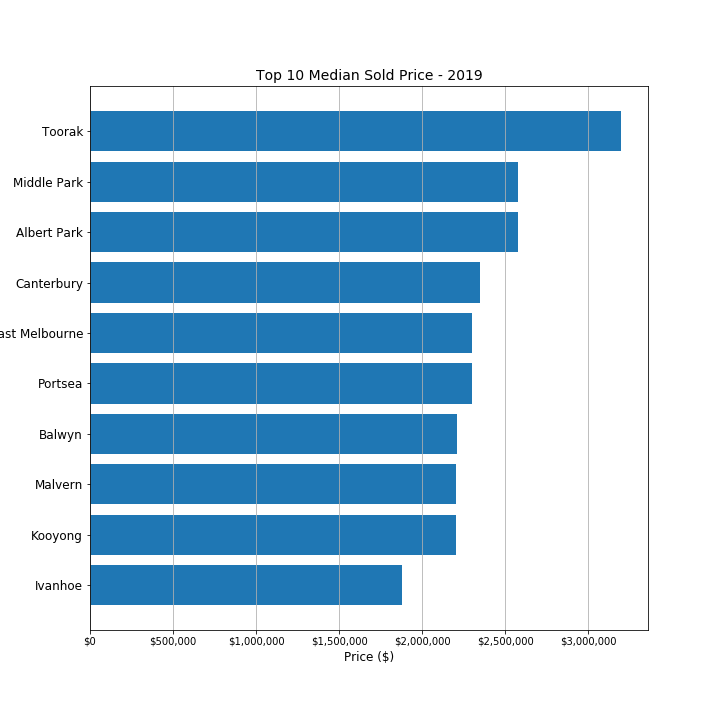 Top 10 Median Sold Price - 2019
Toorak
Middle Park
Albert Park
Canterbury
ast Melbourne
Portsea
Balwyn
Malvern
Kooyong
Ivanhoe
$0 $500,000 $1,000,000 $1,500,000 $2,000,000 $2,500,000 $3,000,000
Price ($)